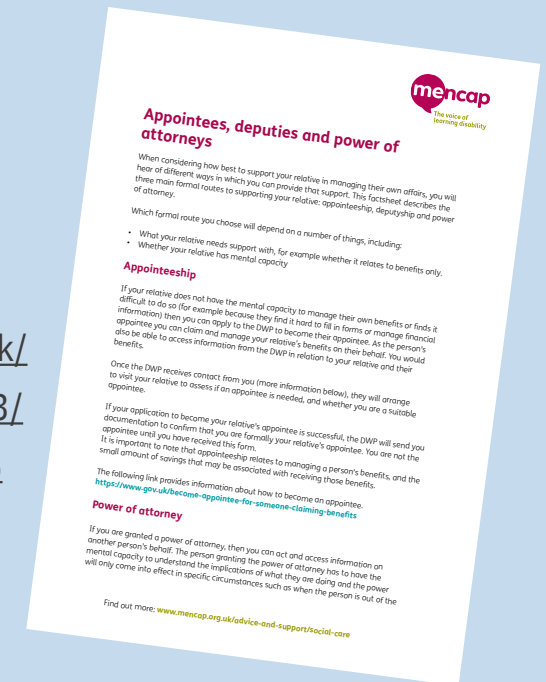 k/
3/
mencap
The voice of
learning disability
Appointees, deputies and power of
attorneys
When considering how best to support your relative in managing their own affairs, you will
hear of different ways in which you can provide that support. This factsheet describes the
three main formal routes to supporting your relative: appointeeship, deputyship and power
of attorney.
Which formal route you choose will depend on a number of things, including:
• What your relative needs support with, for example whether it relates to benefits only.
• Whether your relative has mental capacity
Appointeeship
If your relative does not have the mental capacity to manage their own benefits or finds it
difficult to do so (for example because they find it hard to fill in forms or manage financial
information) then you can apply to the DWP to become their appointee. As the person's
appointee you can claim and manage your relative's benefits on their behalf. You would
also be able to access information from the DWP in relation to your relative and their
benefits.
Once the DWP receives contact from you (more information below), they will arrange
to visit your relative to assess if an appointee is needed, and whether you are a suitable
appointee.
If your application to become your relative's appointee is successful, the DWP will send you
documentation to confirm that you are formally your relative's appointee. You are not the
appointee until you have received this form.
It is important to note that appointeeship relates to managing a person's benefits, and the
small amount of savings that may be associated with receiving those benefits.
The following link provides information about how to become an appointee.
https://www.gov.uk/become-appointee-for-someone-claiming-benefits
Power of attorney
If you are granted a power of attorney, then you can act and access information on
another person's behalf. The person granting the power of attorney has to have the
mental capacity to understand the implications of what they are doing and the power
will only come into effect in specific circumstances such as when the person is out of the
Find out more: www.mencap.org.uk/advice-and-support/social-care